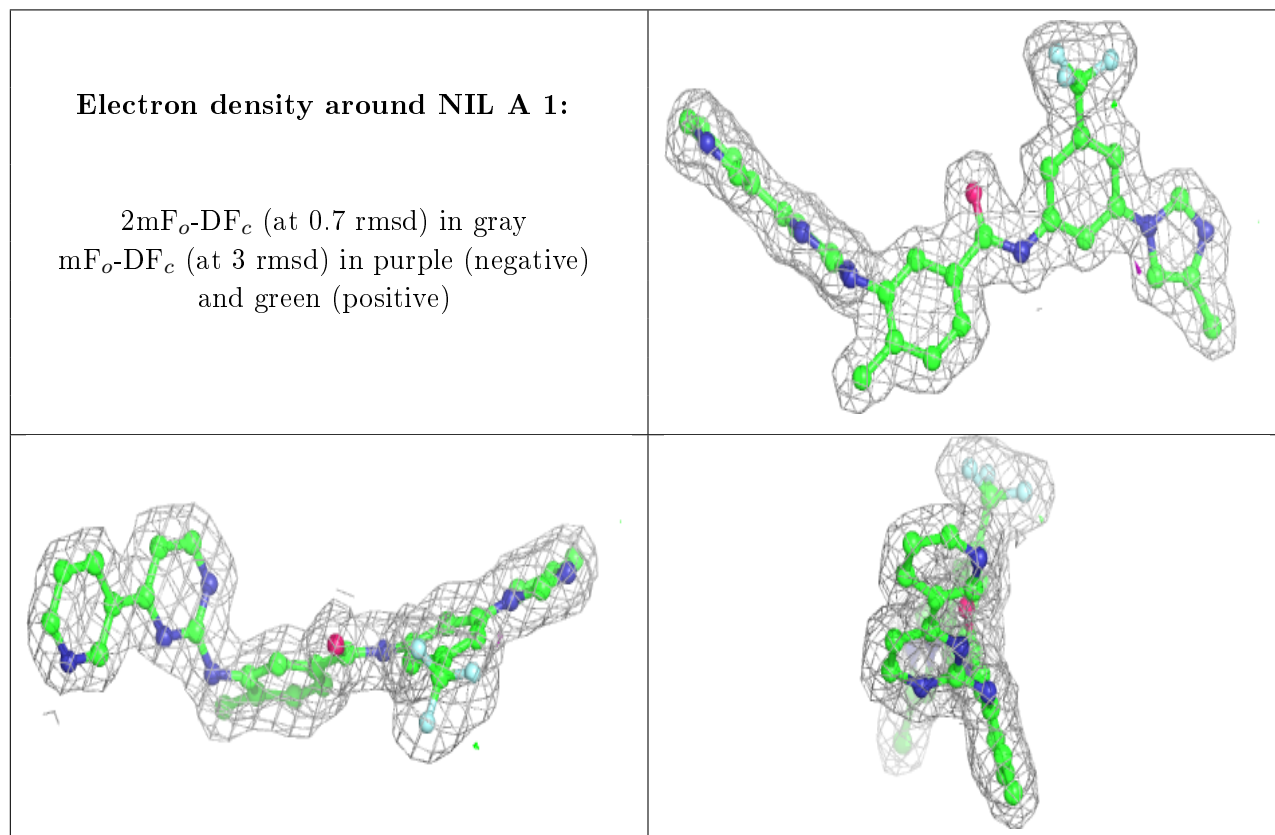 Electron density around NIL A 1:
2mFo-DFc (at 0.7 rmsd) in gray
mFo-DFc (at 3 rmsd) in purple (negative)
and green (positive)